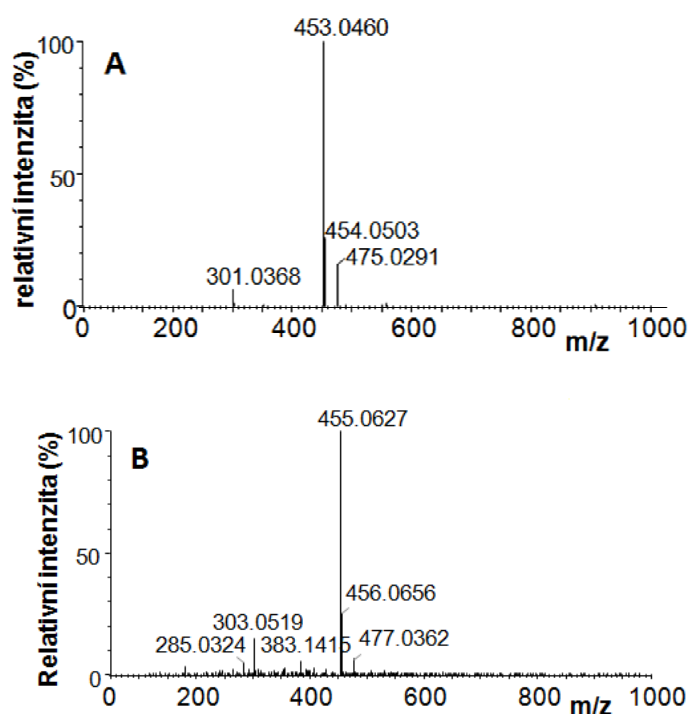 453.0460
100
A
relativní intenzita (%)
50
454.0503
475.0291
301.0368
0
0 200 400 600 800 1000
m/z
455.0627
100
B
Relativní intenzita (%)
50
456.0656
303.0519
285.0324 383.1415 477.0362
0
0 200 400 600 800 1000
m/z